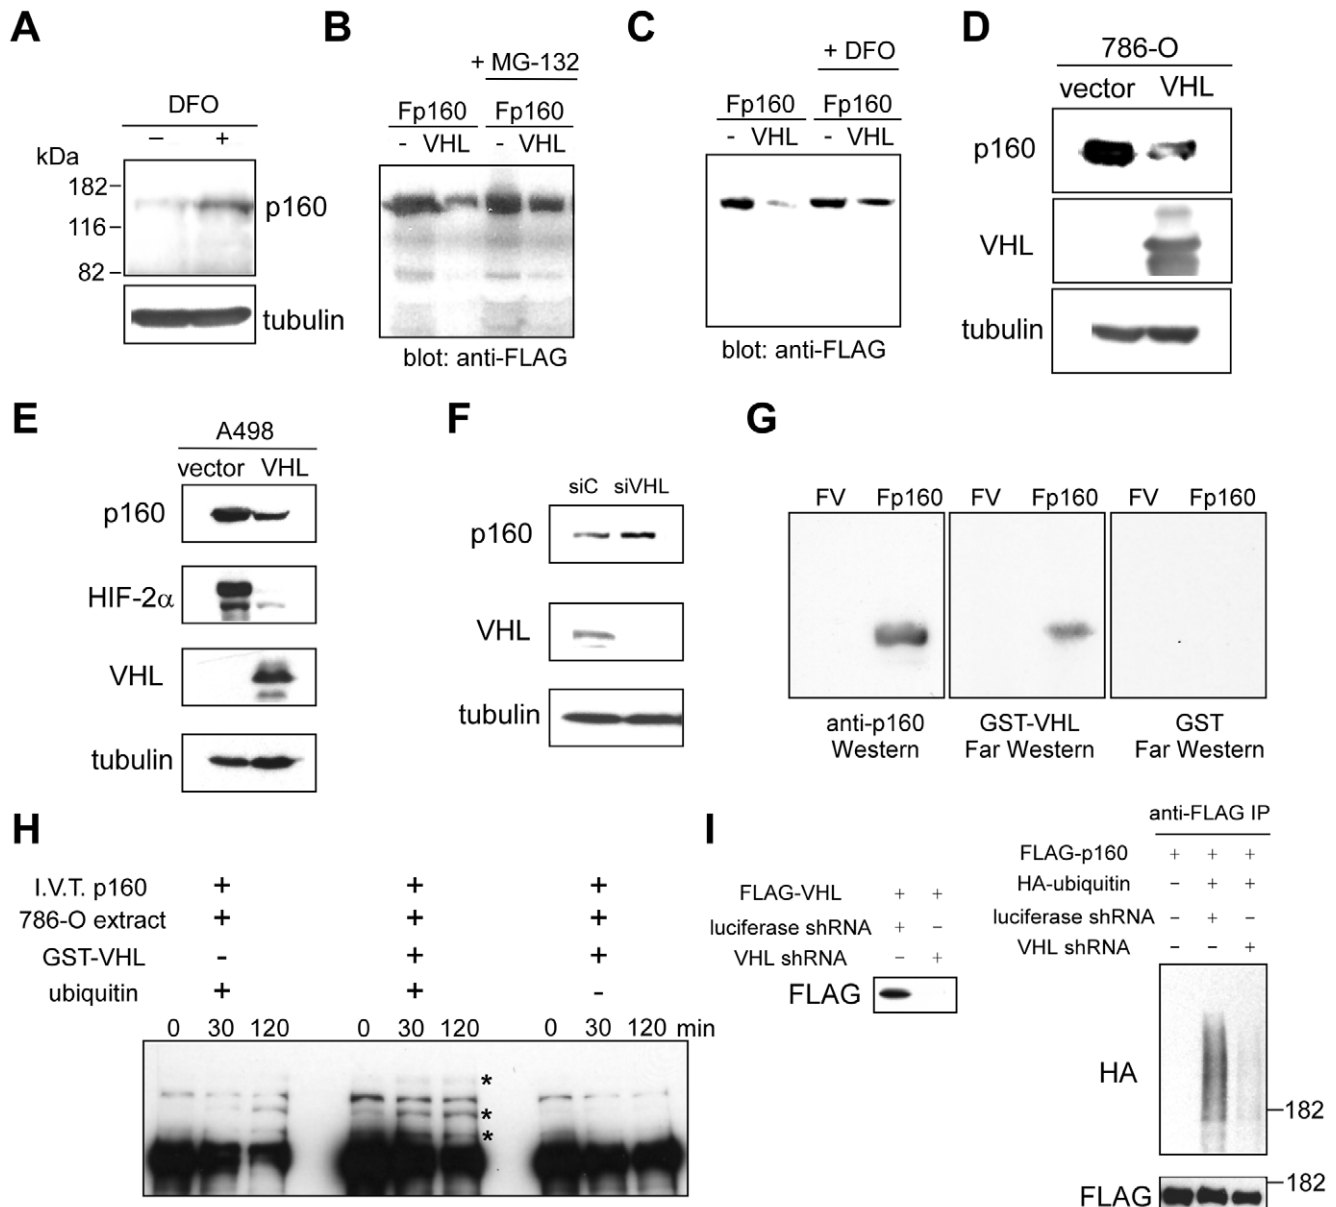 A
DFO
– +
kDa
182
116
82
p160
tubulin
B
+ MG-132
Fp160 Fp160
- VHL - VHL
blot: anti-FLAG
C
+ DFO
Fp160 Fp160
- VHL - VHL
blot: anti-FLAG
D
786-O
vector VHL
p160
VHL
tubulin
E
A498
vector VHL
p160
HIF-2α
VHL
tubulin
F
siC siVHL
p160
VHL
tubulin
G
FV Fp160 FV Fp160 FV Fp160
anti-p160 GST-VHL GST
Western Far Western Far Western
H
I.V.T. p160 + + +
786-O extract + + +
GST-VHL - + +
ubiquitin + + -
0 30 120 0 30 120 0 30 120 min
*
*
*
I
FLAG-VHL + +
luciferase shRNA + –
VHL shRNA – +
FLAG
anti-FLAG IP
FLAG-p160 + + +
HA-ubiquitin – + +
luciferase shRNA – + –
VHL shRNA – – +
HA
182
182
FLAG